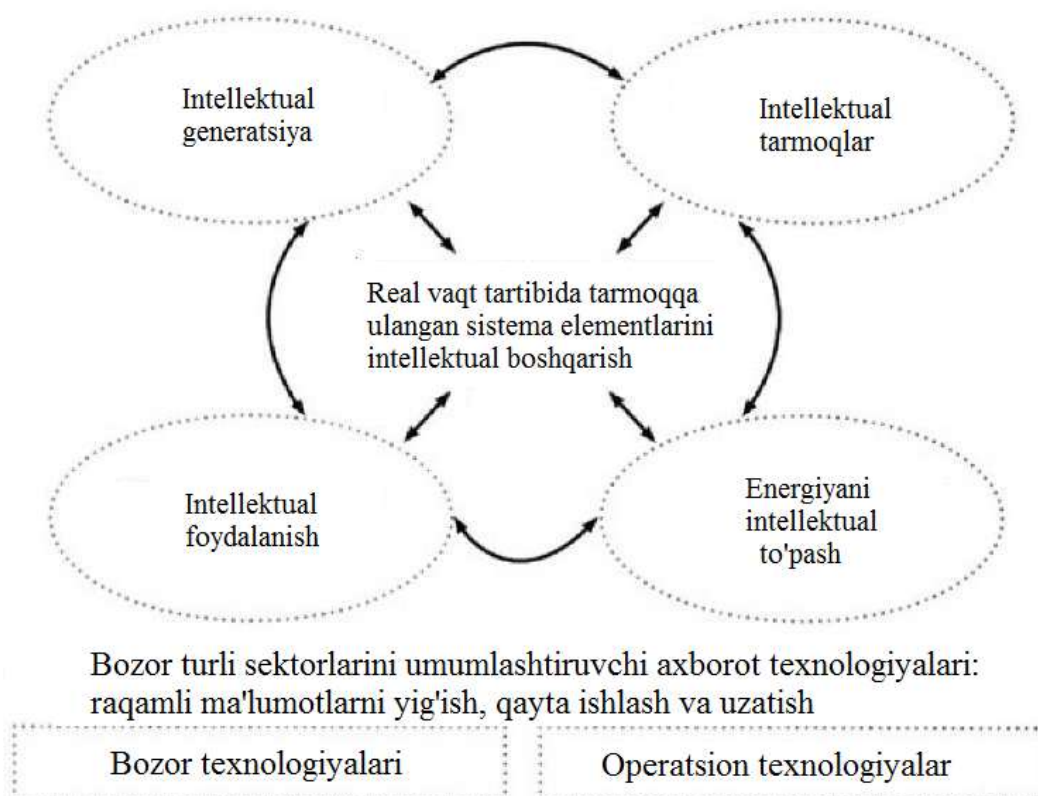 Intellektual
generatsiya
Intellektual
tarmoqlar
Real vaqt tartibida tarmoqqa
ulangan sistema elementlarini
intellektual boshqarish
Intellektual
foydalanish
Energiyani
intellektual
to'pash
Bozor turli sektorlarini umumlashtiruvchi axborot texnologiyalari:
raqamli ma'lumotlarni yig'ish, qayta ishlash va uzatish
Bozor texnologiyalari
Operatsion texnologiyalar